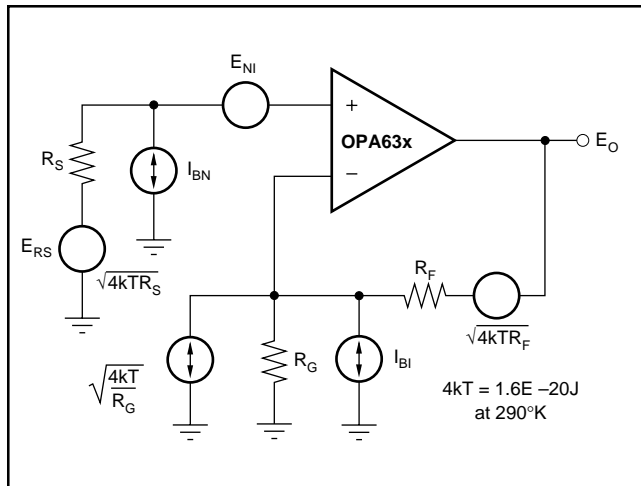 E_NI
+
OPA63x
−
E_O
R_S
I_BN
E_RS
√4kTR_S
R_F
√4kTR_F
√4kT/R_G
R_G
I_BI
4kT = 1.6E –20J
at 290°K